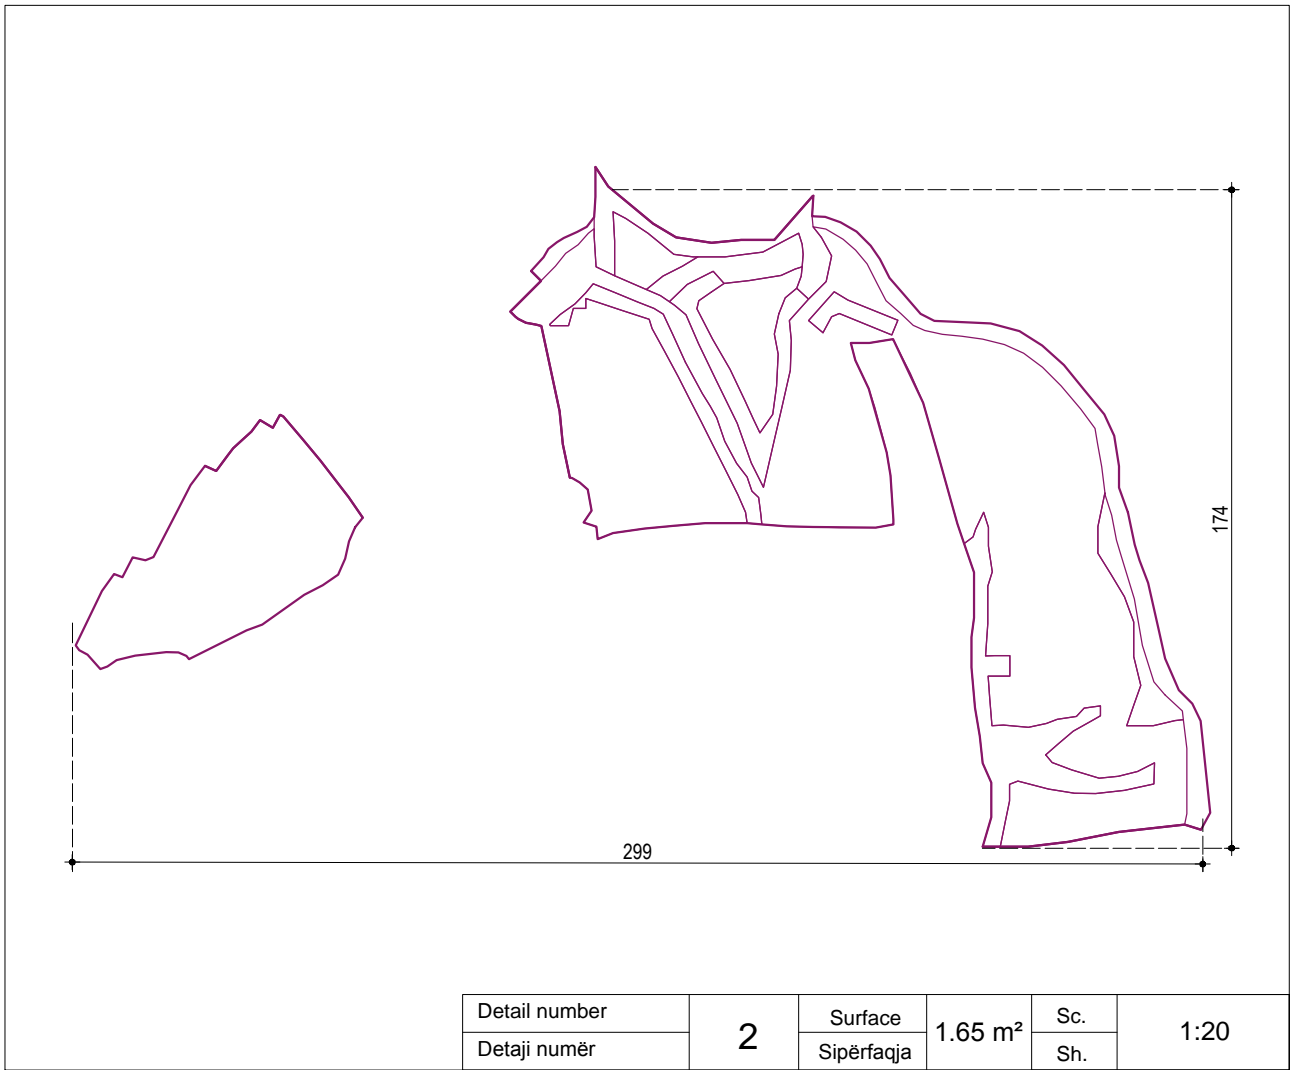 174
299
Detail number
Detaji numër
2
Surface
Sipërfaqja
1.65 m²
Sc.
Sh.
1:20